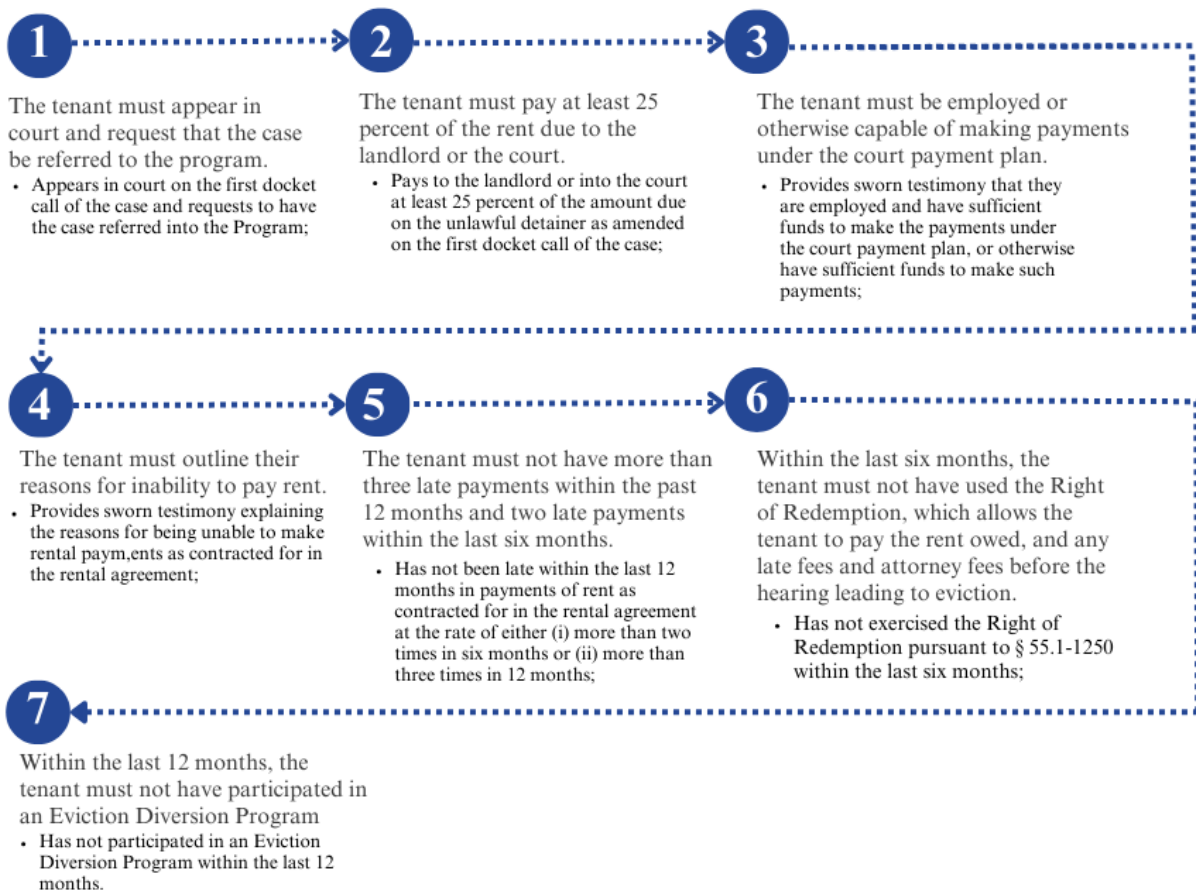 1
The tenant must appear in
court and request that the case
be referred to the program.
• Appears in court on the first docket
call of the case and requests to have
the case referred into the Program;
2
The tenant must pay at least 25
percent of the rent due to the
landlord or the court.
• Pays to the landlord or into the court
at least 25 percent of the amount due
on the unlawful detainer as amended
on the first docket call of the case;
3
The tenant must be employed or
otherwise capable of making payments
under the court payment plan.
• Provides sworn testimony that they
are employed and have sufficient
funds to make the payments under
the court payment plan, or otherwise
have sufficient funds to make such
payments;
4
The tenant must outline their
reasons for inability to pay rent.
• Provides sworn testimony explaining
the reasons for being unable to make
rental paym,ents as contracted for in
the rental agreement;
5
The tenant must not have more than
three late payments within the past
12 months and two late payments
within the last six months.
• Has not been late within the last 12
months in payments of rent as
contracted for in the rental agreement
at the rate of either (i) more than two
times in six months or (ii) more than
three times in 12 months;
6
Within the last six months, the
tenant must not have used the Right
of Redemption, which allows the
tenant to pay the rent owed, and any
late fees and attorney fees before the
hearing leading to eviction.
• Has not exercised the Right of
Redemption pursuant to § 55.1-1250
within the last six months;
7
Within the last 12 months, the
tenant must not have participated in
an Eviction Diversion Program
• Has not participated in an Eviction
Diversion Program within the last 12
months.